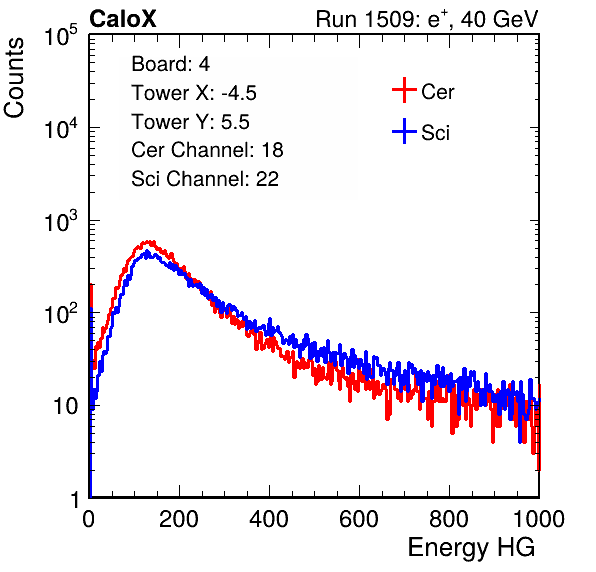 CaloX Run 1509: e⁺, 40 GeV
Counts
Board: 4
Tower X: -4.5
Tower Y: 5.5
Cer Channel: 18
Sci Channel: 22
Cer
Sci
10⁵
10⁴
10³
10²
10
1
0 200 400 600 800 1000
Energy HG